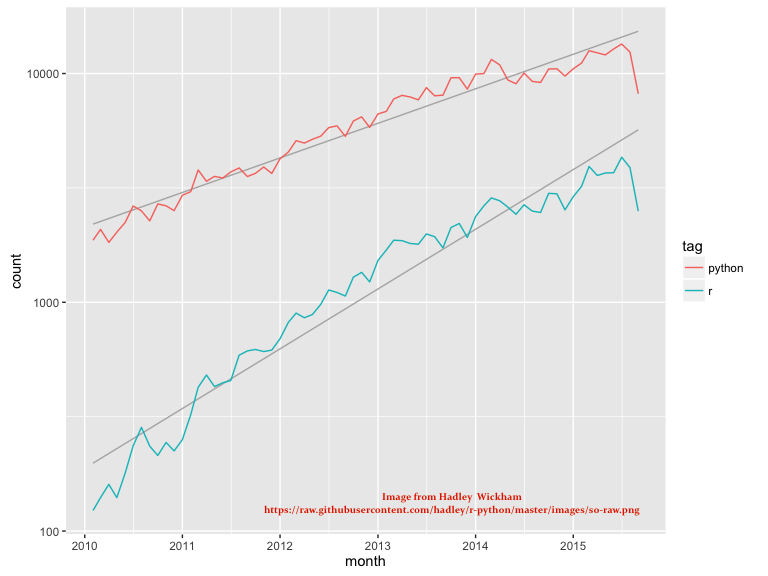 10000
1000
100
count
2010
2011
2012
2013
2014
2015
month
tag
python
r
Image from Hadley Wickham
https://raw.githubusercontent.com/hadley/r-python/master/images/so-raw.png